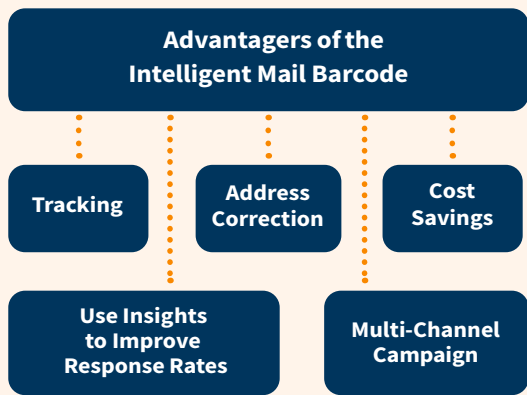 Advantagers of the
Intelligent Mail Barcode
Tracking
Address
Correction
Cost
Savings
Use Insights
to Improve
Response Rates
Multi-Channel
Campaign